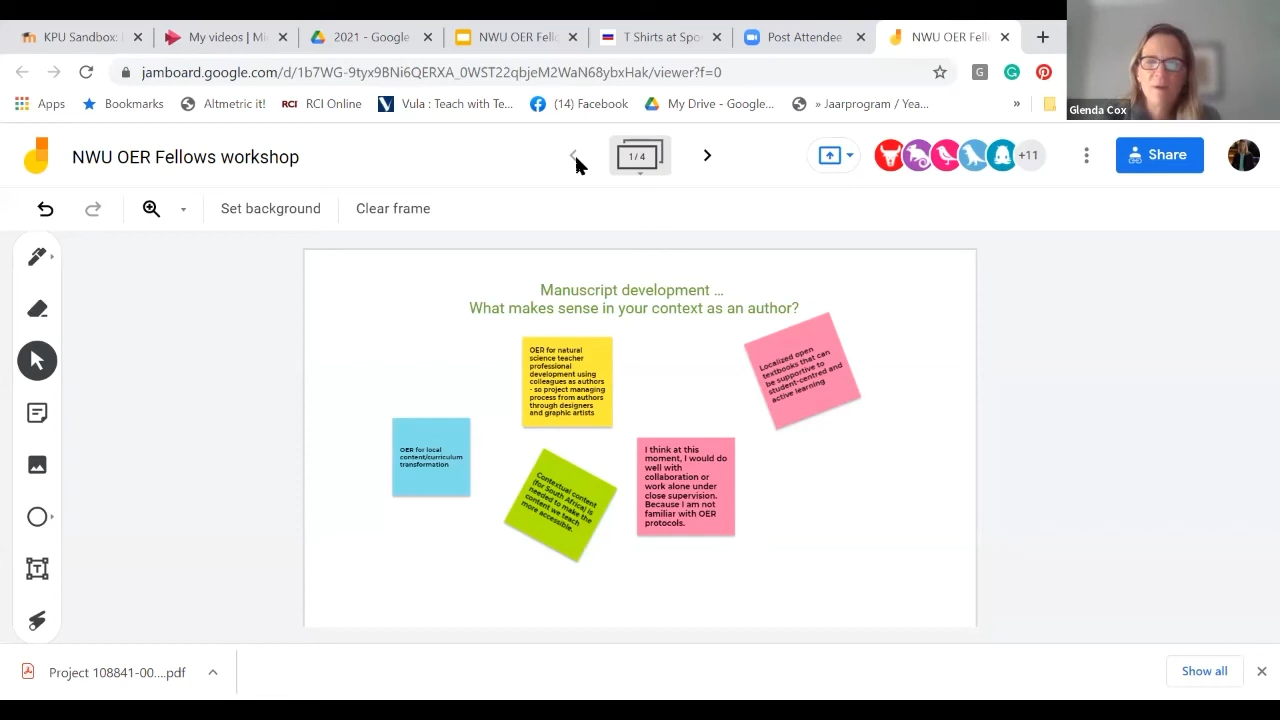 KPU Sandbox:
My videos | Mi
2021 - Google
NWU OER Fell
T Shirts at Spo
Post Attendee
NWU OER Fell
jamboard.google.com/d/1b7WG-9tyx9BNi6QERXA_0WST22qbjeM2WaN68ybxHak/viewer?f=0
Apps
Bookmarks
Altmetric it!
RCI
RCI Online
Vula : Teach with Te...
(14) Facebook
My Drive - Google...
» Jaarprogram / Yea...
»
Glenda Cox
NWU OER Fellows workshop
1/4
+11
Share
Set background
Clear frame
Manuscript development ...
What makes sense in your context as an author?
OER for natural
science teacher
professional
development using
colleagues as authors
- so project managing
process from authors
through designers
and graphic artists
Localized open
textbooks that can
be supportive to
student-centred and
active learning
OER for local
content/curriculum
transformation
Contextual content
(for South Africa) is
needed to make the
content we teach
more accessible.
I think at this
moment, I would do
well with
collaboration or
work alone under
close supervision.
Because I am not
familiar with OER
protocols.
Project 108841-00....pdf
Show all